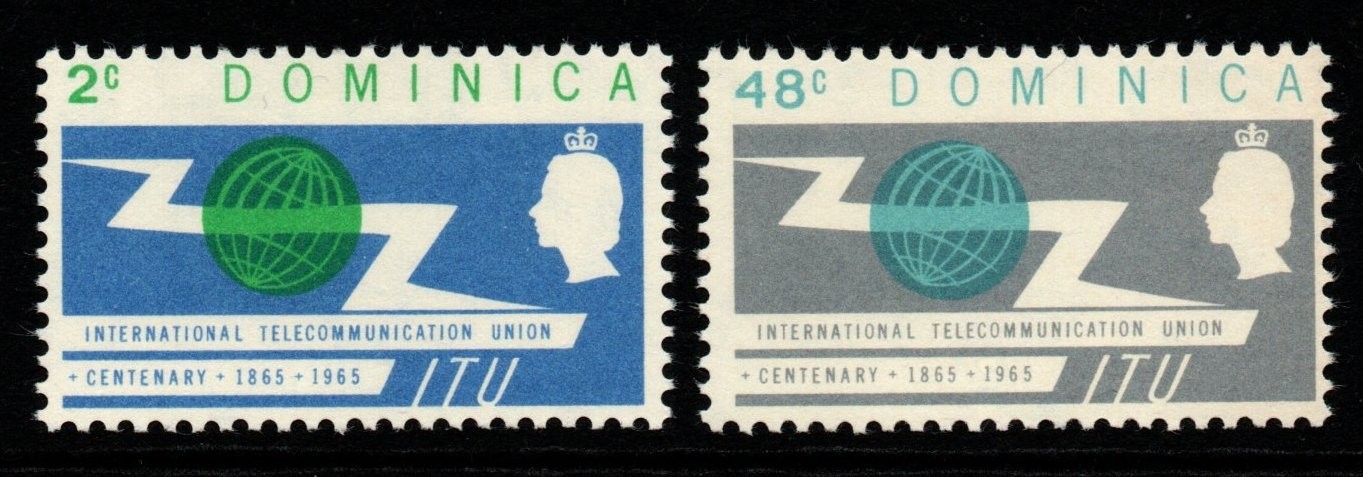 2c DOMINICA
INTERNATIONAL TELECOMMUNICATION UNION
+ CENTENARY + 1865 + 1965 ITU
48c DOMINICA
INTERNATIONAL TELECOMMUNICATION UNION
+ CENTENARY + 1865 + 1965 ITU